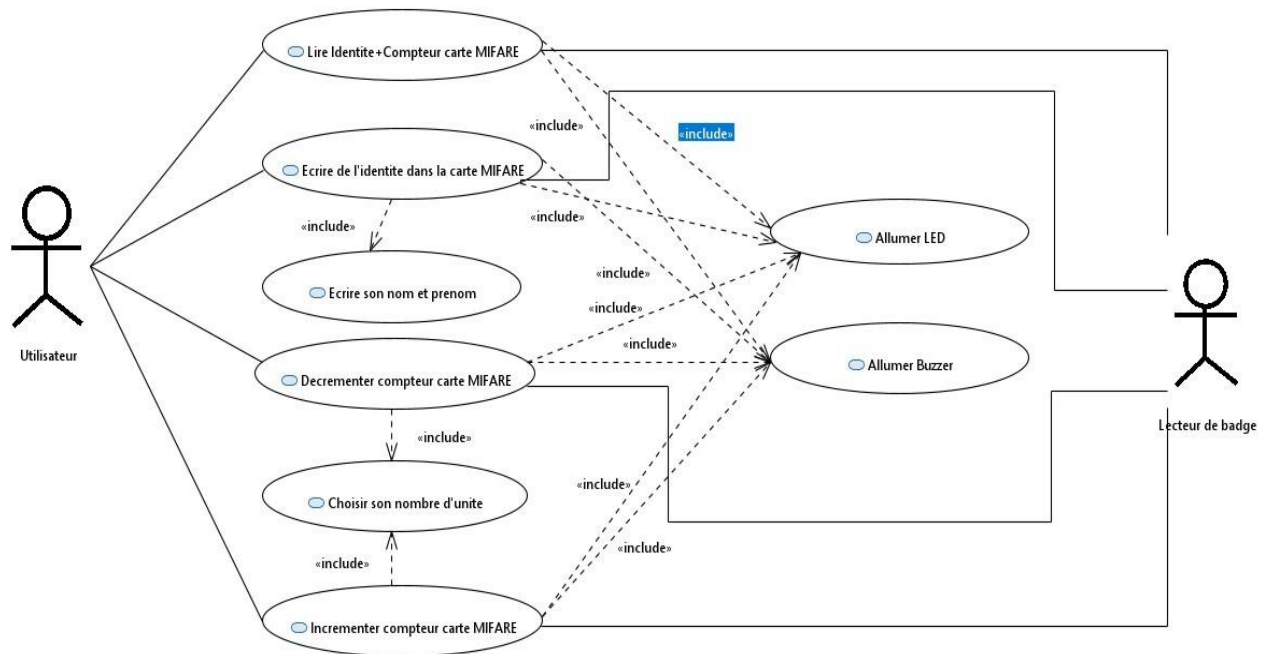 Lire Identite+Compteur carte MIFARE
«include»
«include»
Ecrire de l'identite dans la carte MIFARE
«include»
«include»
Allumer LED
«include»
Ecrire son nom et prenom
«include»
Utilisateur
«include»
Allumer Buzzer
Decrementer compteur carte MIFARE
Lecteur de badge
«include»
«include»
Choisir son nombre d'unite
«include»
«include»
Incrementer compteur carte MIFARE